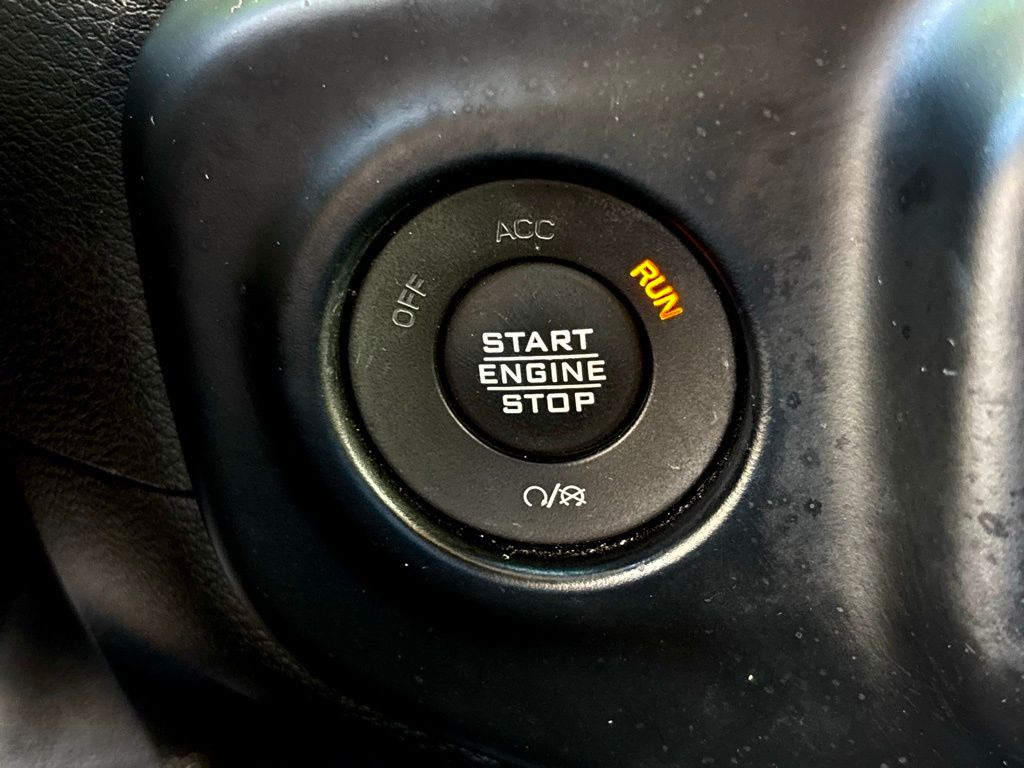 OFF
ACC
RUN
START
ENGINE
STOP